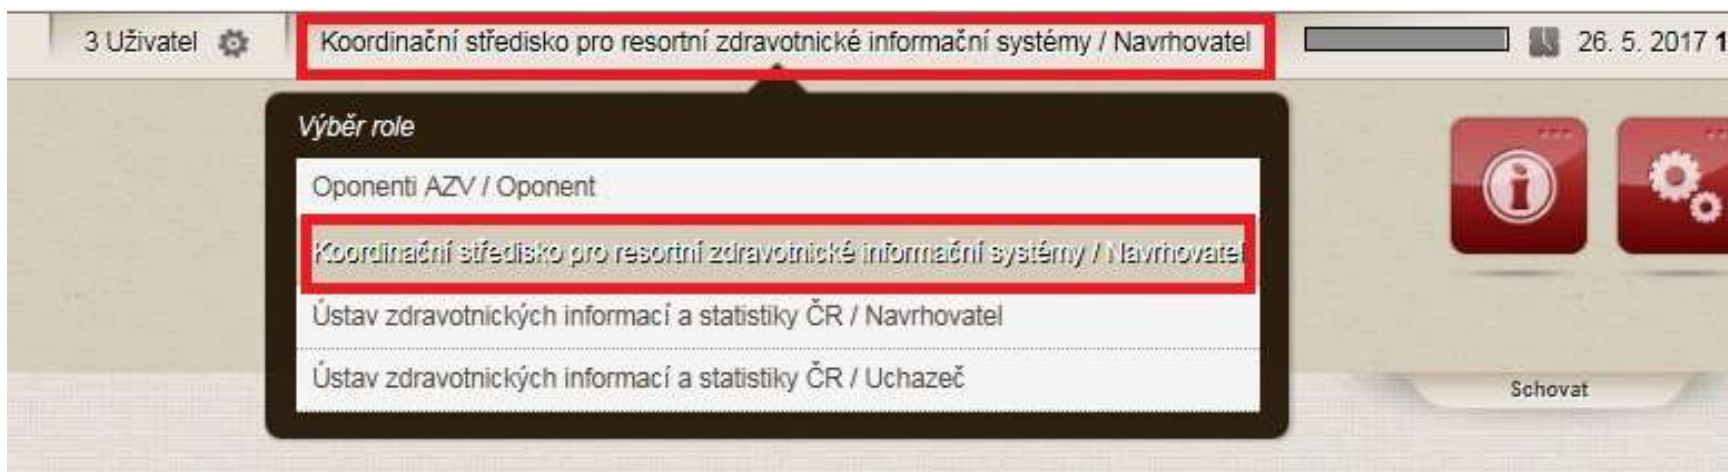 3 Uživatel Koordinační středisko pro resortní zdravotnické informační systémy / Navrhovatel 26. 5. 2017 1
Výběr role
Oponenti AZV / Oponent
Koordinační středisko pro resortní zdravotnické informační systémy / Navrhovatel
Ústav zdravotnických informací a statistiky ČR / Navrhovatel
Ústav zdravotnických informací a statistiky ČR / Uchazeč
Schovat